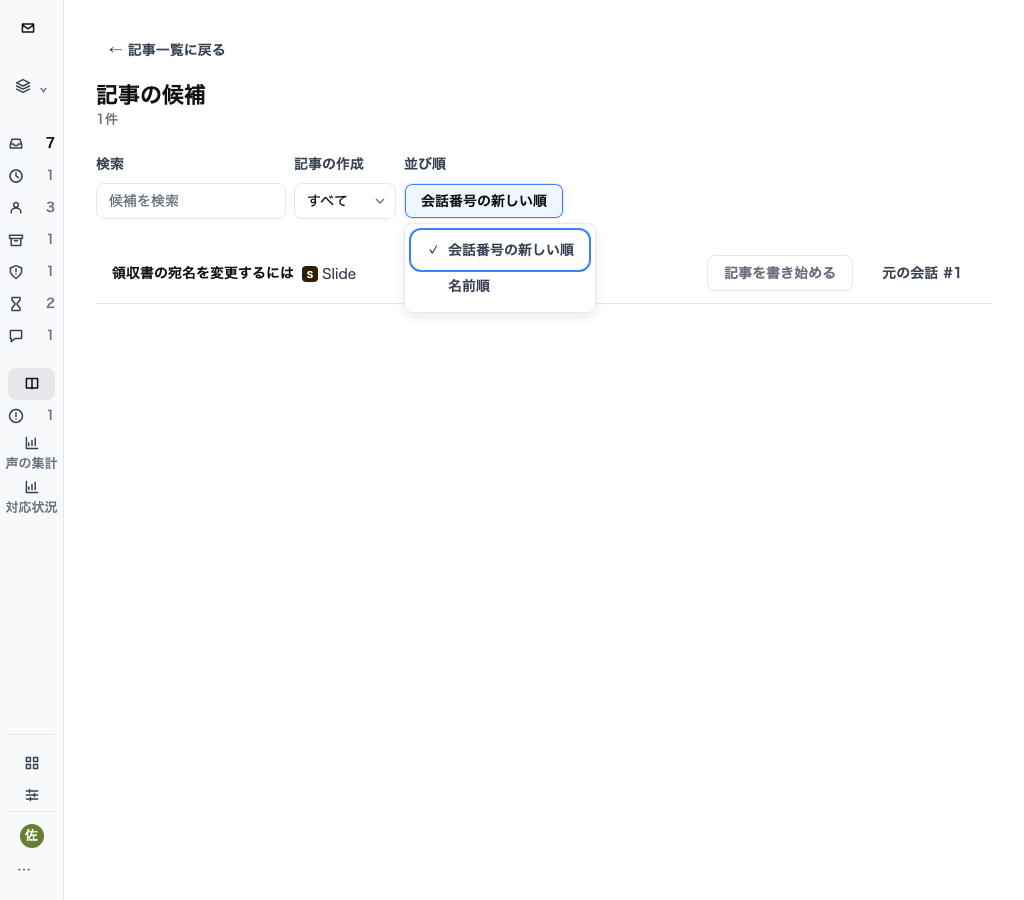 ← 記事一覧に戻る
記事の候補
1件
検索
記事の作成
並び順
候補を検索
すべて
会話番号の新しい順
✓ 会話番号の新しい順
名前順
領収書の宛名を変更するには S Slide
記事を書き始める
元の会話 #1
7
1
3
1
1
2
1
1
声の集計
対応状況
佐
…